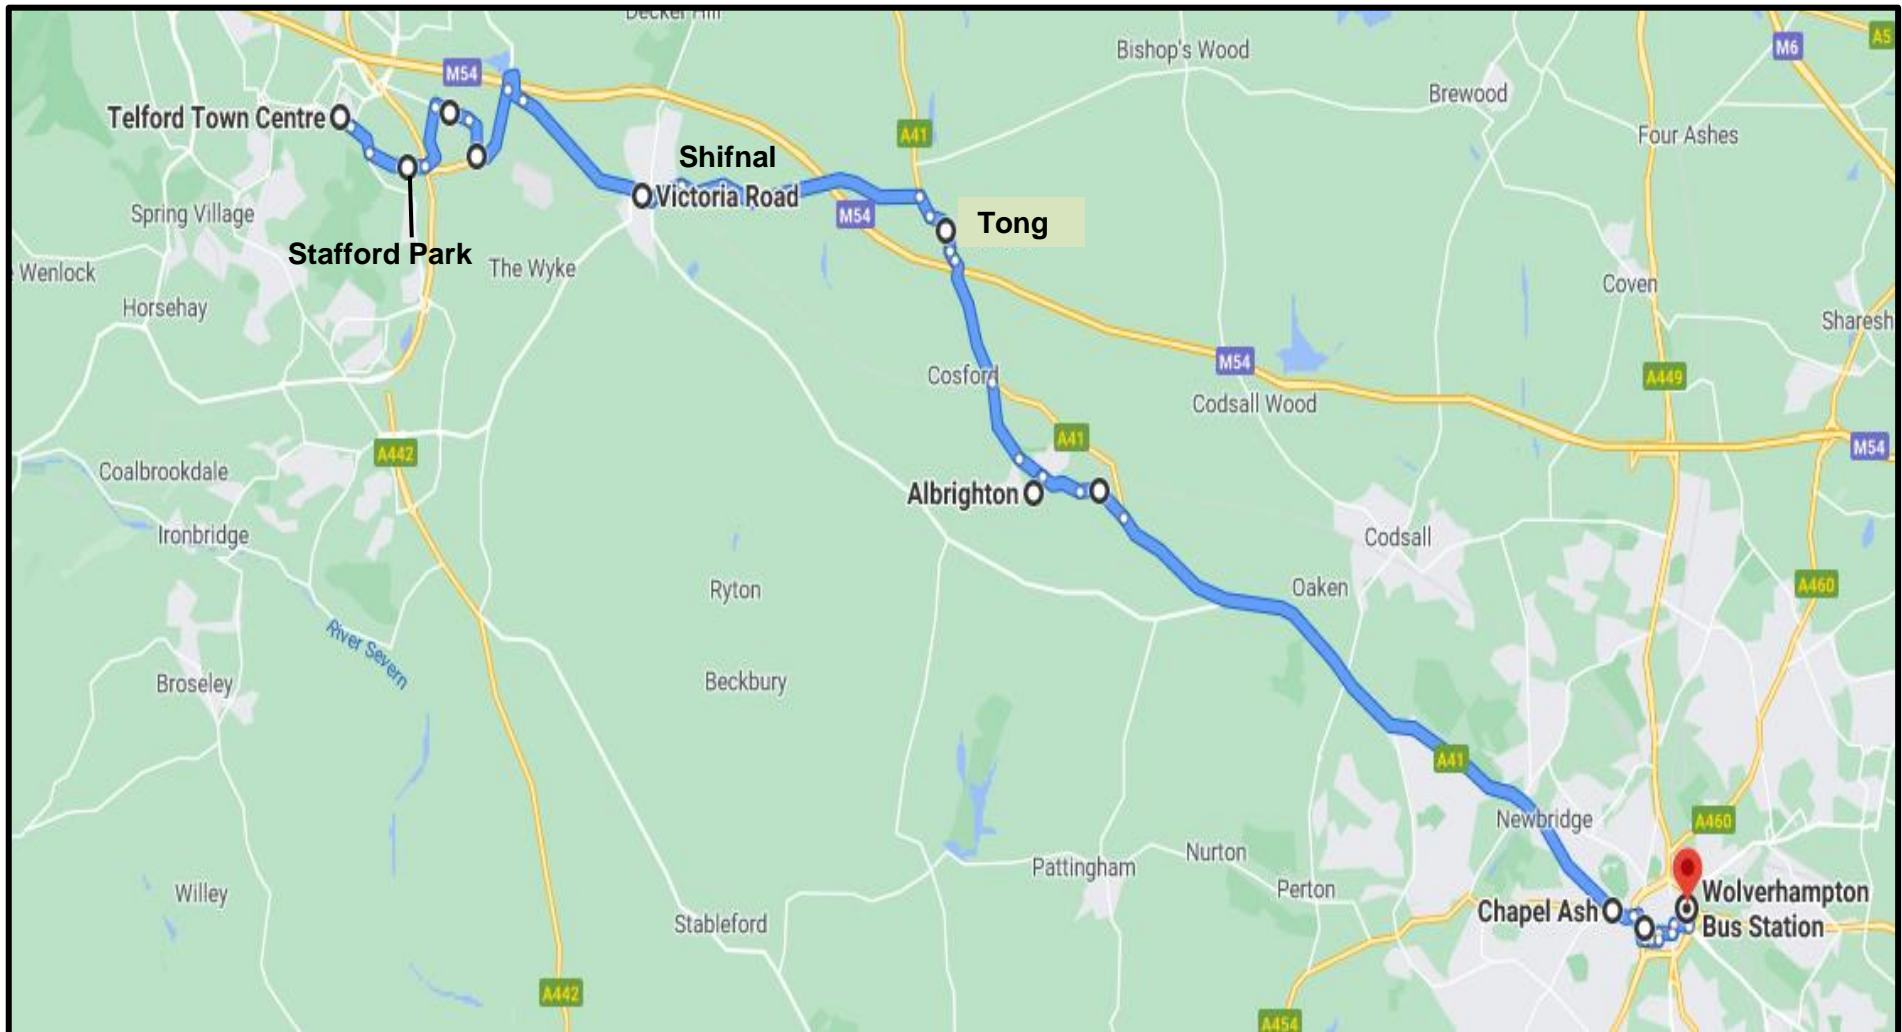 Decker Hill
M54
Bishop's Wood
M6
A5
Brewood
Telford Town Centre
A41
Four Ashes
Shifnal
Victoria Road
M54
Tong
Spring Village
Stafford Park
The Wyke
Wenlock
Horsehay
Coven
Sharesh
Cosford
M54
Codsall Wood
A449
A41
A442
M54
Coalbrookdale
Albrighton
Ironbridge
Codsall
Ryton
Oaken
A460
River Severn
Broseley
Beckbury
A41
Newbridge
A460
Pattingham
Nurton
Perton
Willey
Stableford
Chapel Ash
Wolverhampton
Bus Station
A442
A454